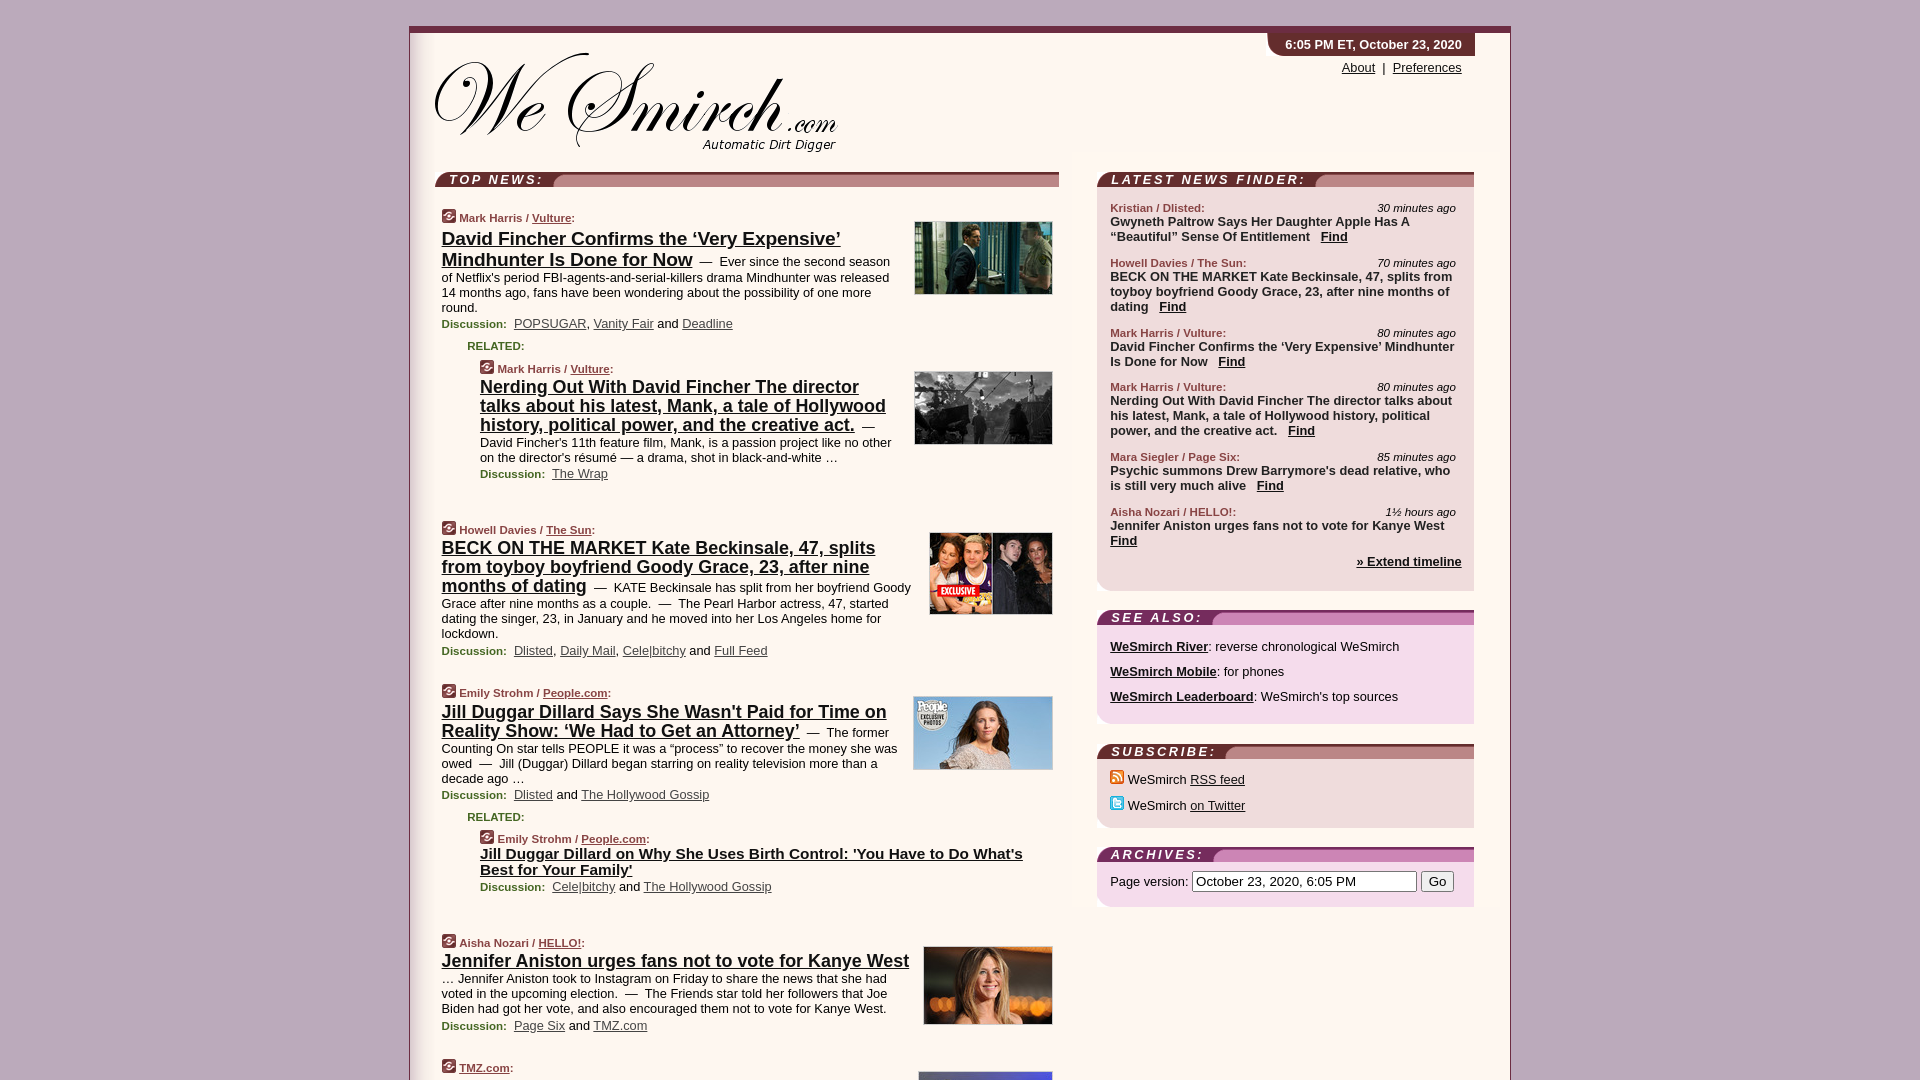 6:05 PM ET, October 23, 2020
About | Preferences
We Smirch .com
Automatic Dirt Digger
TOP NEWS:
Mark Harris / Vulture:
David Fincher Confirms the ‘Very Expensive’
Mindhunter Is Done for Now — Ever since the second season
of Netflix's period FBI-agents-and-serial-killers drama Mindhunter was released
14 months ago, fans have been wondering about the possibility of one more
round.
Discussion: POPSUGAR, Vanity Fair and Deadline
RELATED:
Mark Harris / Vulture:
Nerding Out With David Fincher The director
talks about his latest, Mank, a tale of Hollywood
history, political power, and the creative act. —
David Fincher's 11th feature film, Mank, is a passion project like no other
on the director's résumé — a drama, shot in black-and-white …
Discussion: The Wrap
Howell Davies / The Sun:
BECK ON THE MARKET Kate Beckinsale, 47, splits
from toyboy boyfriend Goody Grace, 23, after nine
months of dating — KATE Beckinsale has split from her boyfriend Goody
Grace after nine months as a couple. — The Pearl Harbor actress, 47, started
dating the singer, 23, in January and he moved into her Los Angeles home for
lockdown.
Discussion: Dlisted, Daily Mail, Cele|bitchy and Full Feed
EXCLUSIVE
Emily Strohm / People.com:
Jill Duggar Dillard Says She Wasn't Paid for Time on
Reality Show: ‘We Had to Get an Attorney’ — The former
Counting On star tells PEOPLE it was a “process” to recover the money she was
owed — Jill (Duggar) Dillard began starring on reality television more than a
decade ago …
Discussion: Dlisted and The Hollywood Gossip
People
EXCLUSIVE
PHOTOS
RELATED:
Emily Strohm / People.com:
Jill Duggar Dillard on Why She Uses Birth Control: 'You Have to Do What's
Best for Your Family'
Discussion: Cele|bitchy and The Hollywood Gossip
Aisha Nozari / HELLO!:
Jennifer Aniston urges fans not to vote for Kanye West
… Jennifer Aniston took to Instagram on Friday to share the news that she had
voted in the upcoming election. — The Friends star told her followers that Joe
Biden had got her vote, and also encouraged them not to vote for Kanye West.
Discussion: Page Six and TMZ.com
TMZ.com:
LATEST NEWS FINDER:
Kristian / Dlisted: 30 minutes ago
Gwyneth Paltrow Says Her Daughter Apple Has A
“Beautiful” Sense Of Entitlement Find
Howell Davies / The Sun: 70 minutes ago
BECK ON THE MARKET Kate Beckinsale, 47, splits from
toyboy boyfriend Goody Grace, 23, after nine months of
dating Find
Mark Harris / Vulture: 80 minutes ago
David Fincher Confirms the ‘Very Expensive’ Mindhunter
Is Done for Now Find
Mark Harris / Vulture: 80 minutes ago
Nerding Out With David Fincher The director talks about
his latest, Mank, a tale of Hollywood history, political
power, and the creative act. Find
Mara Siegler / Page Six: 85 minutes ago
Psychic summons Drew Barrymore's dead relative, who
is still very much alive Find
Aisha Nozari / HELLO!: 1½ hours ago
Jennifer Aniston urges fans not to vote for Kanye West
Find
» Extend timeline
SEE ALSO:
WeSmirch River: reverse chronological WeSmirch
WeSmirch Mobile: for phones
WeSmirch Leaderboard: WeSmirch's top sources
SUBSCRIBE:
WeSmirch RSS feed
WeSmirch on Twitter
ARCHIVES:
Page version: October 23, 2020, 6:05 PM Go